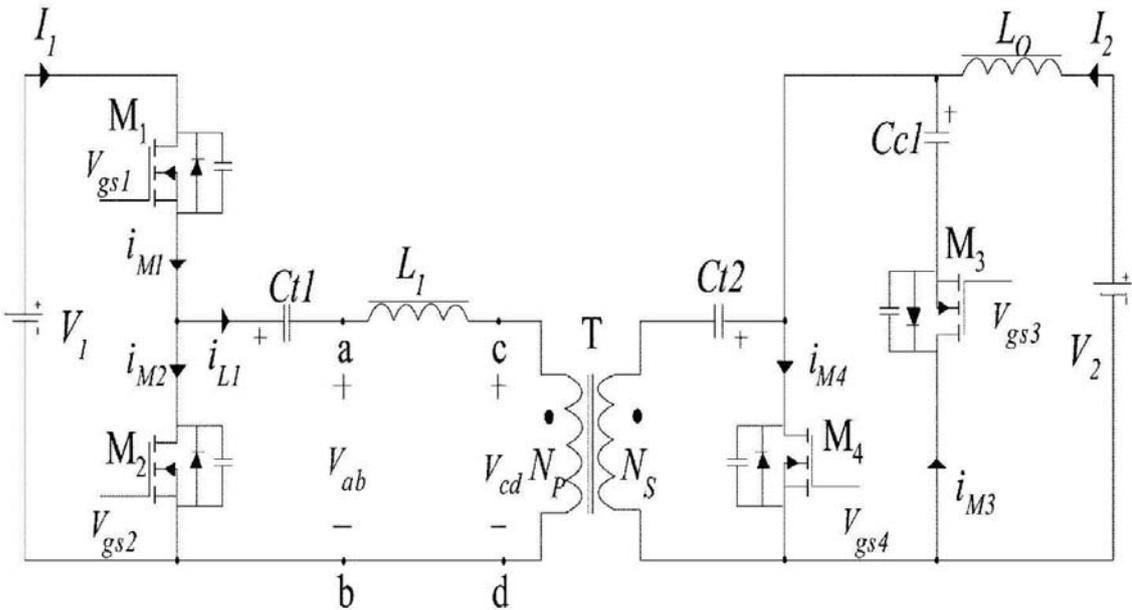 I1
LO
I2
M1
Vgs1
Cc1
M3
iM1
Ct1
L1
Ct2
Vgs3
V1
T
iM2
iL1
a
c
iM4
V2
M2
Vab
Vcd
NP
NS
M4
iM3
Vgs2
Vgs4
b
d